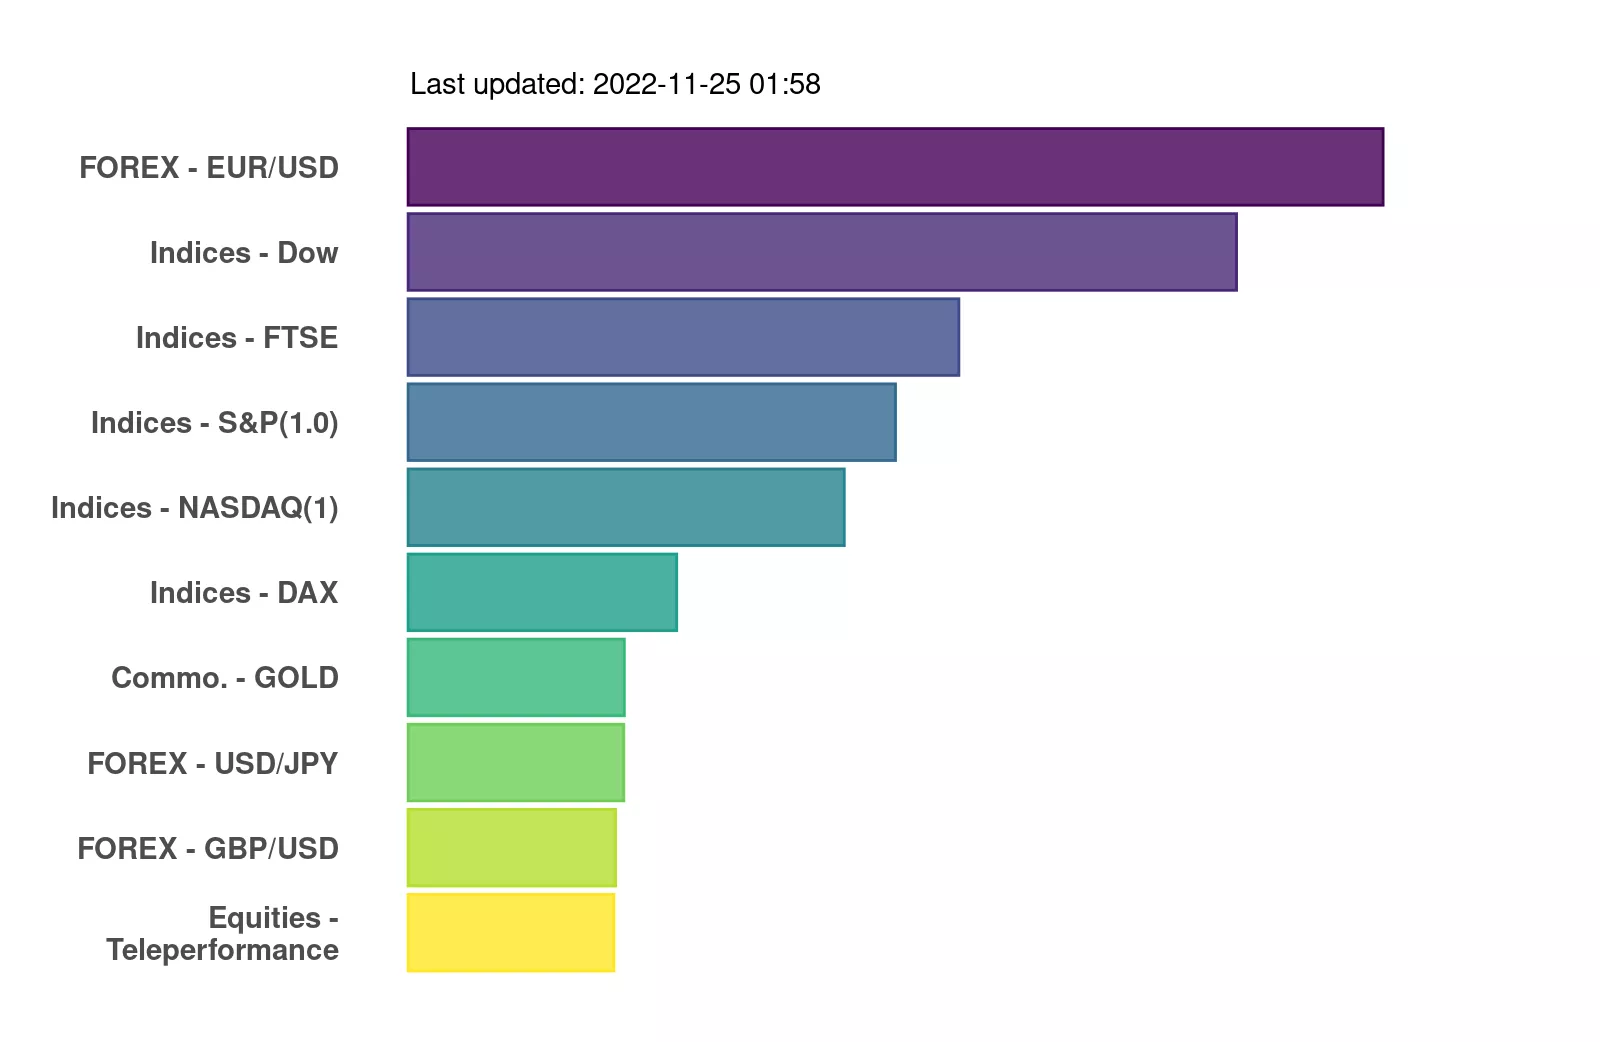 Last updated: 2022-11-25 01:58
FOREX - EUR/USD
Indices - Dow
Indices - FTSE
Indices - S&P(1.0)
Indices - NASDAQ(1)
Indices - DAX
Commo. - GOLD
FOREX - USD/JPY
FOREX - GBP/USD
Equities -
Teleperformance